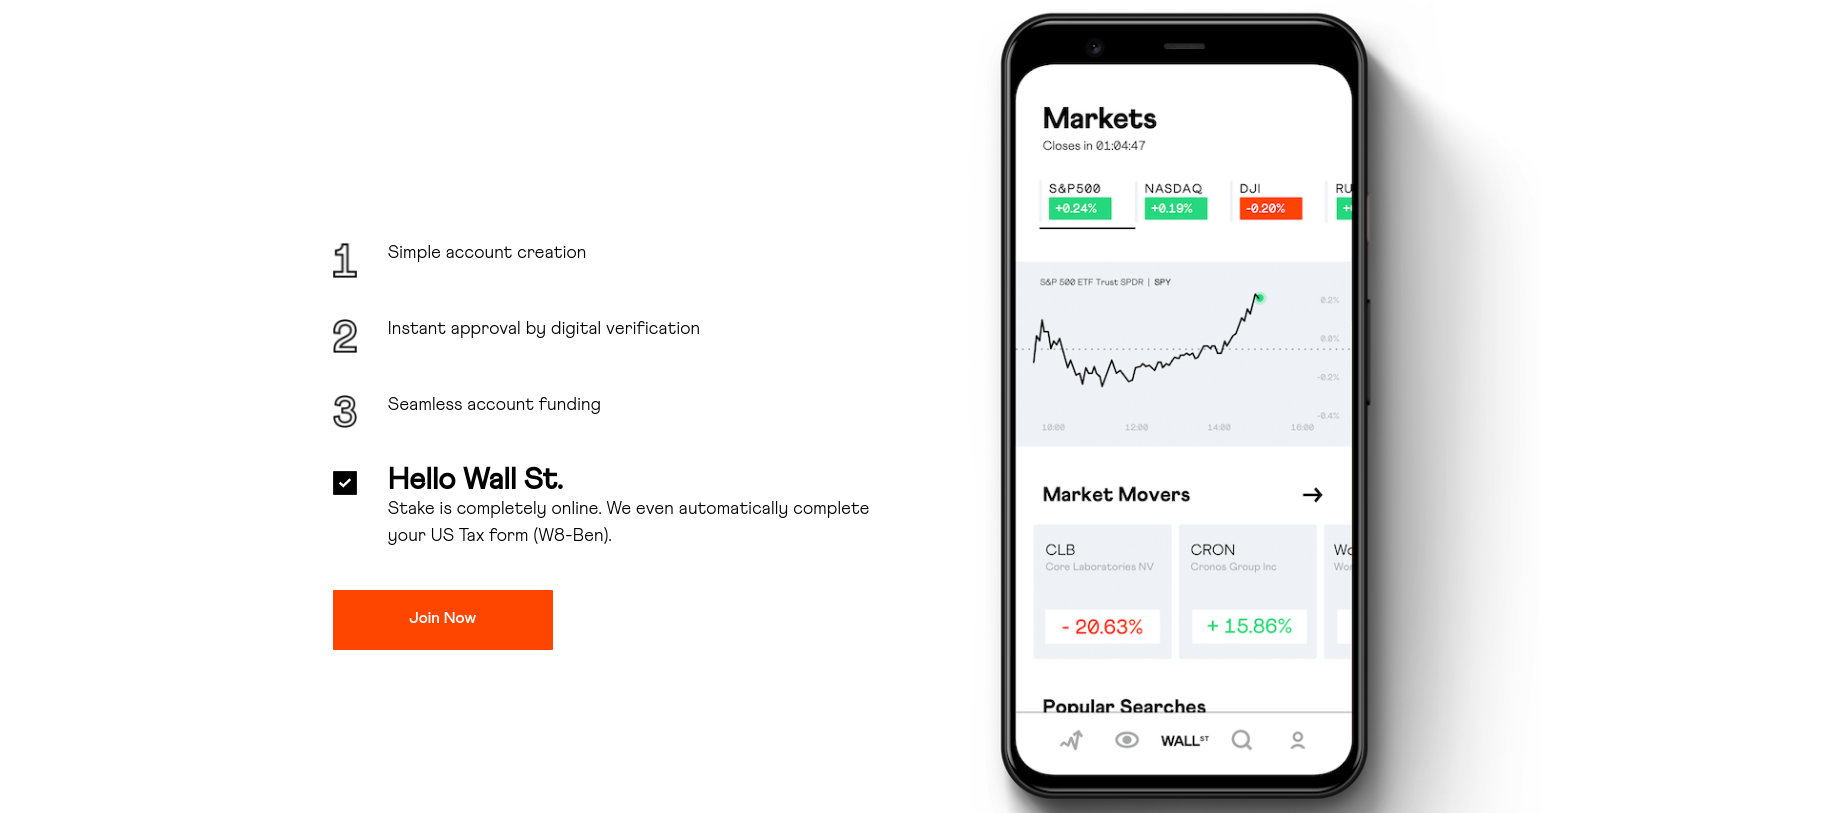 1 Simple account creation
2 Instant approval by digital verification
3 Seamless account funding
Hello Wall St.
Stake is completely online. We even automatically complete
your US Tax form (W8-Ben).
Join Now
Markets
Closes in 01:04:47
S&P500 NASDAQ DJI RU
+0.24% +0.19% -0.20% +
S&P 500 ETF Trust SPDR | SPY
0.2%
0.0%
-0.2%
-0.4%
10:00 12:00 14:00 16:00
Market Movers
CLB CRON Wo
Core Laboratories NV Cronos Group Inc Wor
- 20.63% + 15.86%
Popular Searches
WALL ST